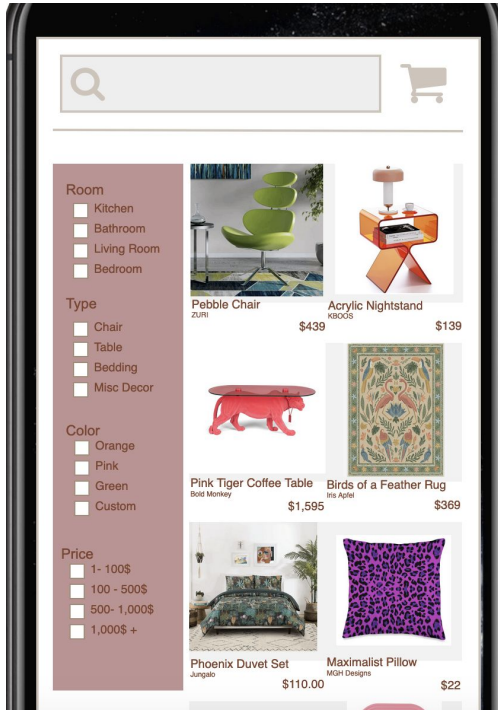 Room
Kitchen
Bathroom
Living Room
Bedroom
Type
Chair
Table
Bedding
Misc Decor
Color
Orange
Pink
Green
Custom
Price
1- 100$
100 - 500$
500- 1,000$
1,000$ +
Pebble Chair
ZURI
$439
Acrylic Nightstand
KBOOS
$139
Pink Tiger Coffee Table
Bold Monkey
$1,595
Birds of a Feather Rug
Iris Apfel
$369
Phoenix Duvet Set
Jungalo
$110.00
Maximalist Pillow
MGH Designs
$22